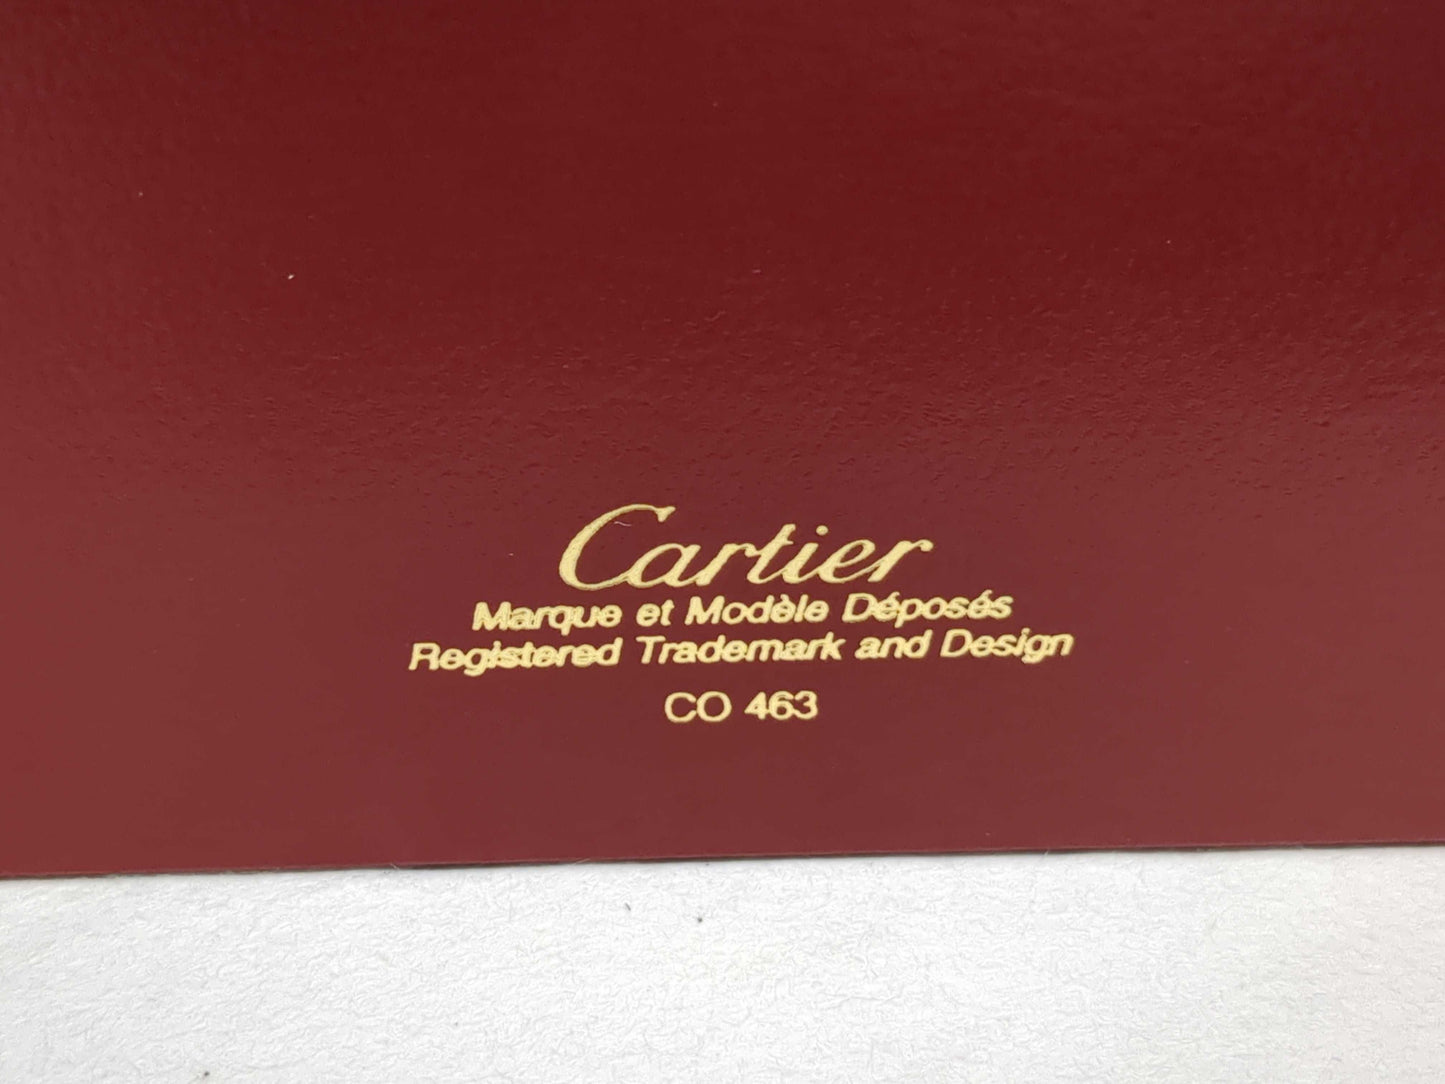 Cartier
Marque et Modèle Déposés
Registered Trademark and Design
CO 463